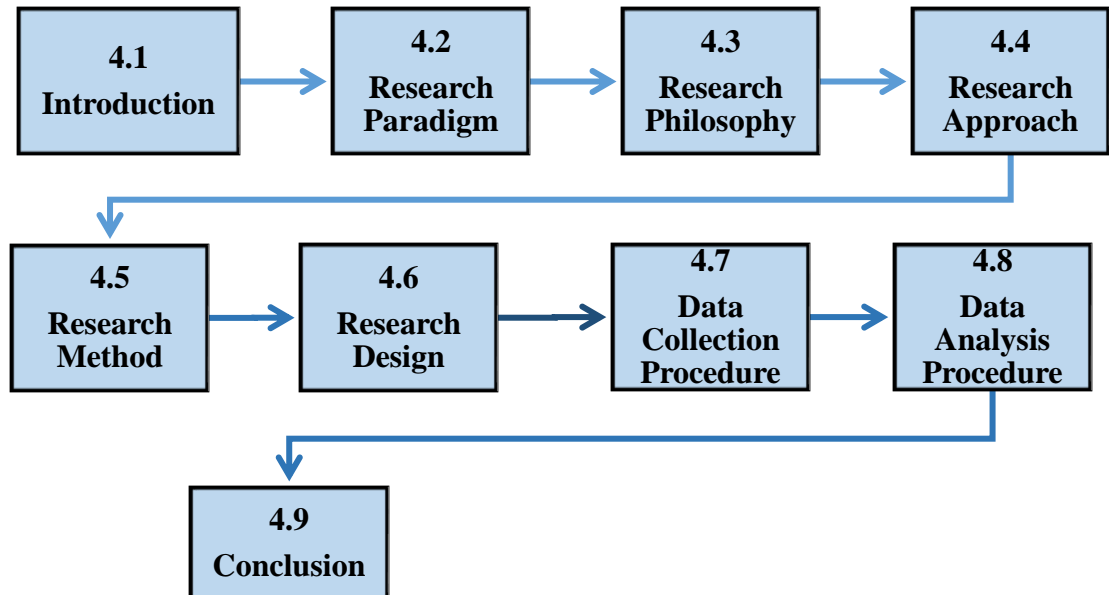 4.1
Introduction
4.2
Research
Paradigm
4.3
Research
Philosophy
4.4
Research
Approach
4.5
Research
Method
4.6
Research
Design
4.7
Data
Collection
Procedure
4.8
Data
Analysis
Procedure
4.9
Conclusion